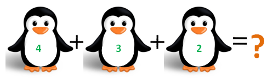 4 + 3 + 2 = ?